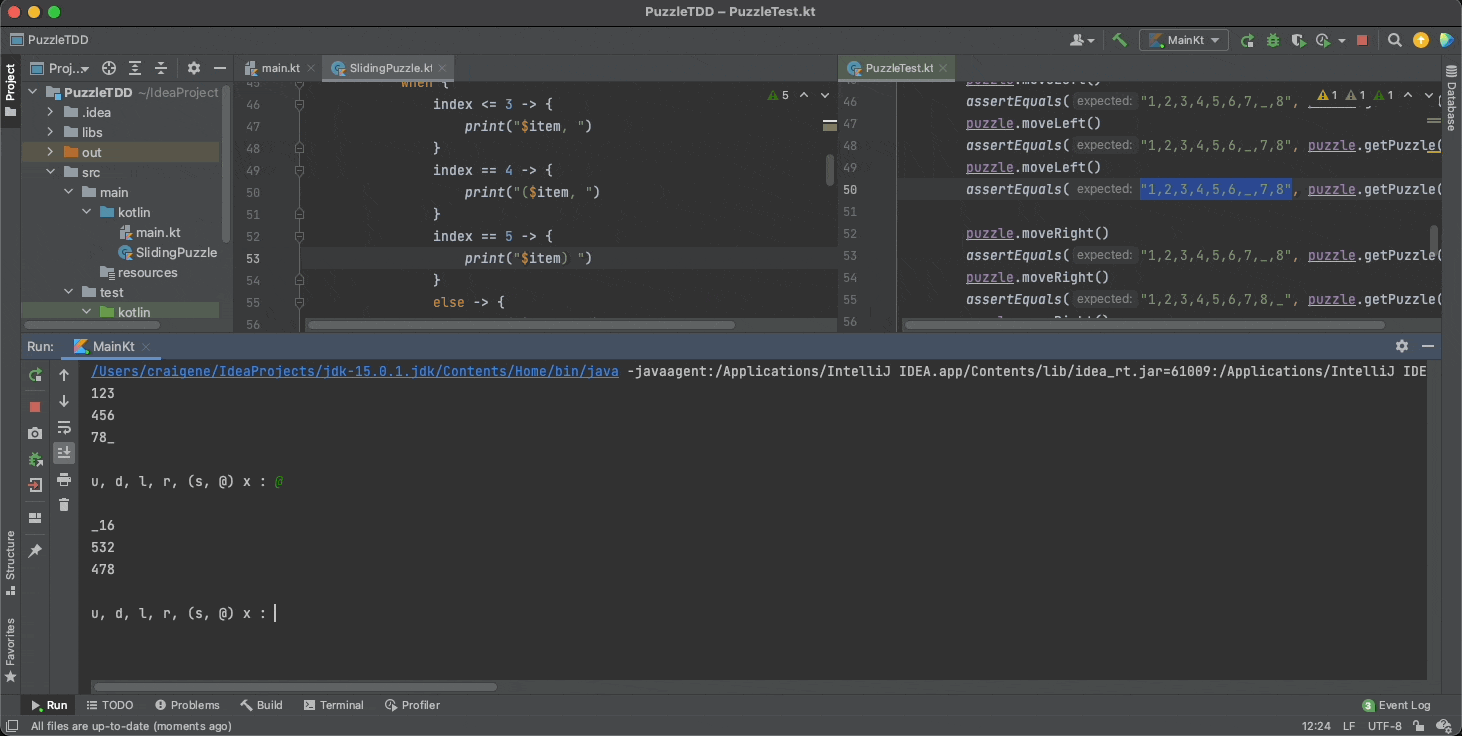 PuzzleTDD – PuzzleTest.kt
PuzzleTDD
MainKt
Project
Proj...
main.kt
SlidingPuzzle.kt
PuzzleTest.kt
Database
PuzzleTDD ~/IdeaProject
.idea
libs
out
src
main
kotlin
main.kt
SlidingPuzzle
resources
test
kotlin
45 when {
46 index <= 3 -> {
47 print("$item, ")
48 }
49 index == 4 -> {
50 print("($item, ")
51 }
52 index == 5 -> {
53 print("$item) ")
54 }
55 else -> {
56
5
puzzle.moveLeft()
46 assertEquals( expected: "1,2,3,4,5,6,7,_,8", 
47 puzzle.moveLeft()
48 assertEquals( expected: "1,2,3,4,5,6,_,7,8", puzzle.getPuzzle(
49 puzzle.moveLeft()
50 assertEquals( expected: "1,2,3,4,5,6,_,7,8", puzzle.getPuzzle(
51
52 puzzle.moveRight()
53 assertEquals( expected: "1,2,3,4,5,6,7,_,8", puzzle.getPuzzle(
54 puzzle.moveRight()
55 assertEquals( expected: "1,2,3,4,5,6,7,8,_", puzzle.getPuzzle(
56
1 1 1
Run: MainKt
/Users/craigene/IdeaProjects/jdk-15.0.1.jdk/Contents/Home/bin/java -javaagent:/Applications/IntelliJ IDEA.app/Contents/lib/idea_rt.jar=61009:/Applications/IntelliJ IDE
123
456
78_
u, d, l, r, (s, @) x : @
_16
532
478
u, d, l, r, (s, @) x :
Structure
Favorites
Run TODO Problems Build Terminal Profiler
3 Event Log
All files are up-to-date (moments ago)
12:24 LF UTF-8